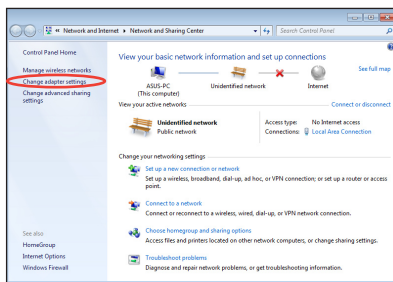 Network and Internet ▸ Network and Sharing Center
Search Control Panel
Control Panel Home
Manage wireless networks
Change adapter settings
Change advanced sharing
settings
See also
HomeGroup
Internet Options
Windows Firewall
View your basic network information and set up connections
See full map
ASUS-PC
(This computer)
Unidentified network
Internet
View your active networks
Connect or disconnect
Unidentified network
Public network
Access type: No Internet access
Connections: Local Area Connection
Change your networking settings
Set up a new connection or network
Set up a wireless, broadband, dial-up, ad hoc, or VPN connection; or set up a router or access
point.
Connect to a network
Connect or reconnect to a wireless, wired, dial-up, or VPN network connection.
Choose homegroup and sharing options
Access files and printers located on other network computers, or change sharing settings.
Troubleshoot problems
Diagnose and repair network problems, or get troubleshooting information.